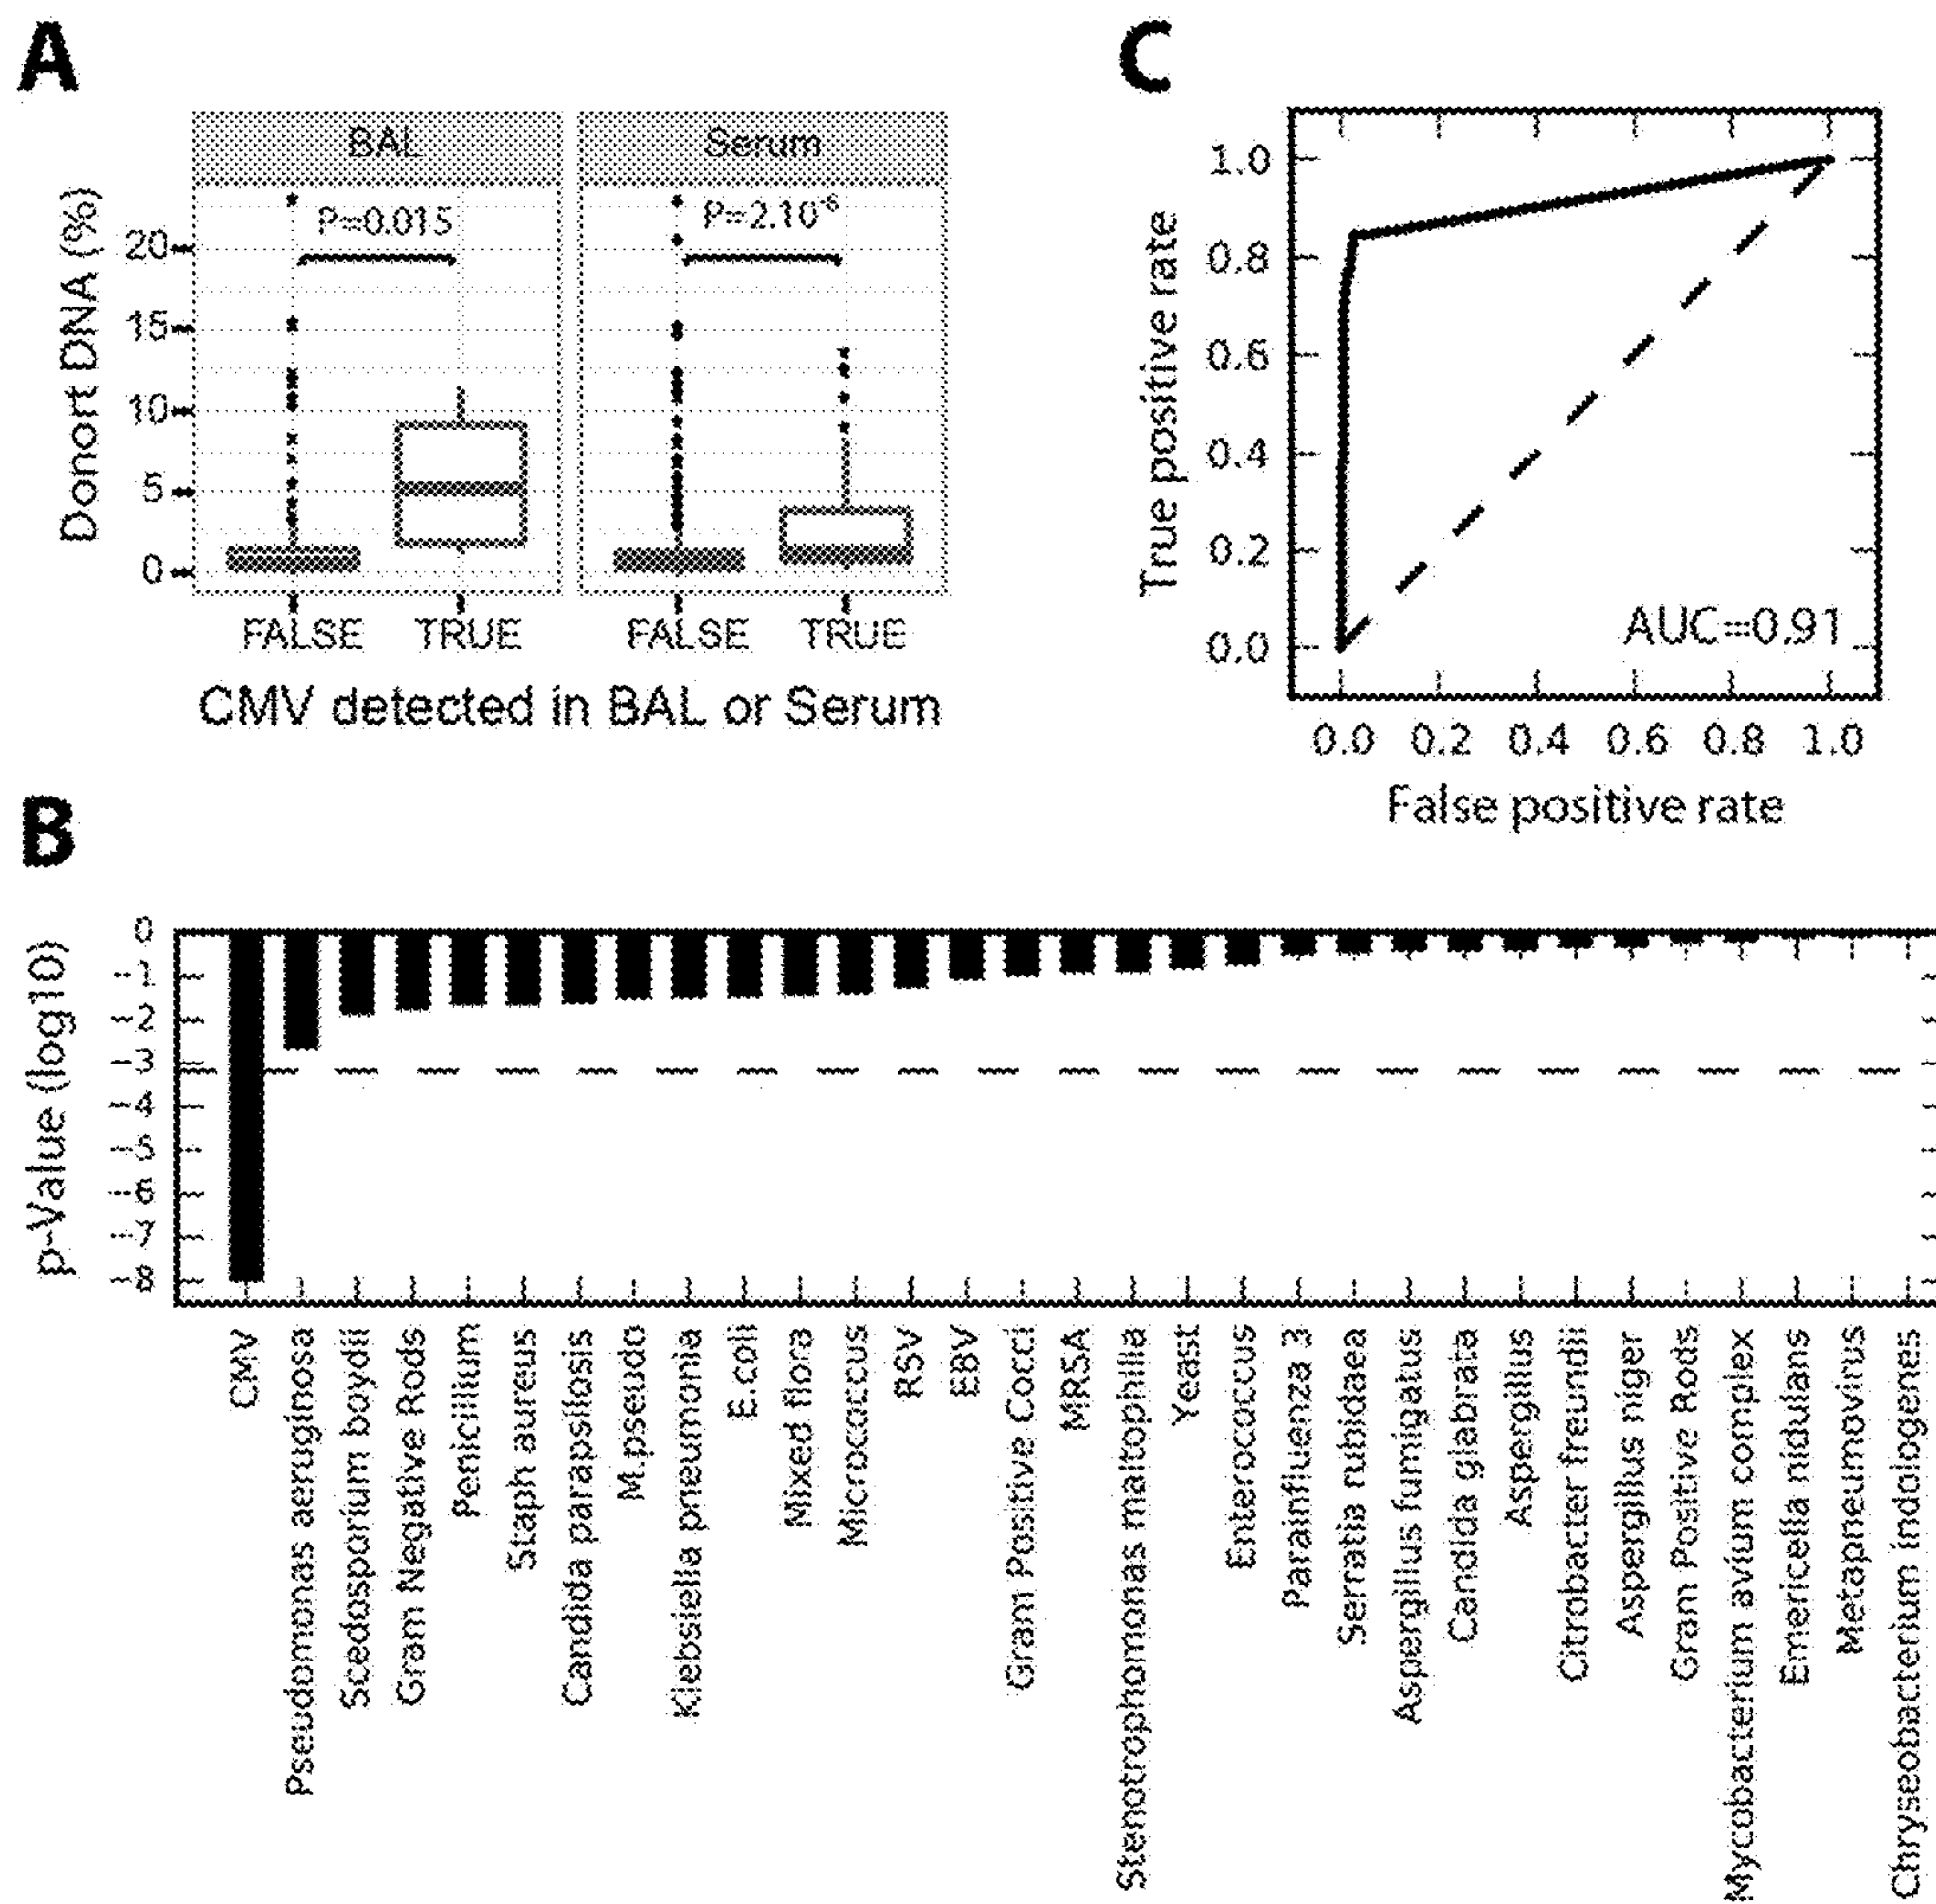 A
BAL
Serum
P=0.015
P=2.10-6
Donort DNA (%)
20
15
10
5
0
FALSE
TRUE
FALSE
TRUE
CMV detected in BAL or Serum
C
True positive rate
1.0
0.8
0.6
0.4
0.2
0.0
AUC=0.91
0.0 0.2 0.4 0.6 0.8 1.0
False positive rate
B
p-Value (log10)
0
-1
-2
-3
-4
-5
-6
-7
-8
CMV
Pseudomonas aeruginosa
Scedosporium boydii
Gram Negative Rods
Penicillium
Staph aureus
Candida parapsilosis
M.pseudo
Klebsiella pneumonia
E.coli
Mixed flora
Micrococcus
RSV
EBV
Gram Positive Cocci
MRSA
Stenotrophomonas maltophilia
Yeast
Enterococcus
Parainfluenza 3
Serratia rubidaea
Aspergillus fumigatus
Candida glabrata
Aspergillus
Citrobacter freundii
Aspergillus niger
Gram Positive Rods
Mycobacterium avium complex
Emericella nidulans
Metapneumovirus
Chryseobacterium indologenes